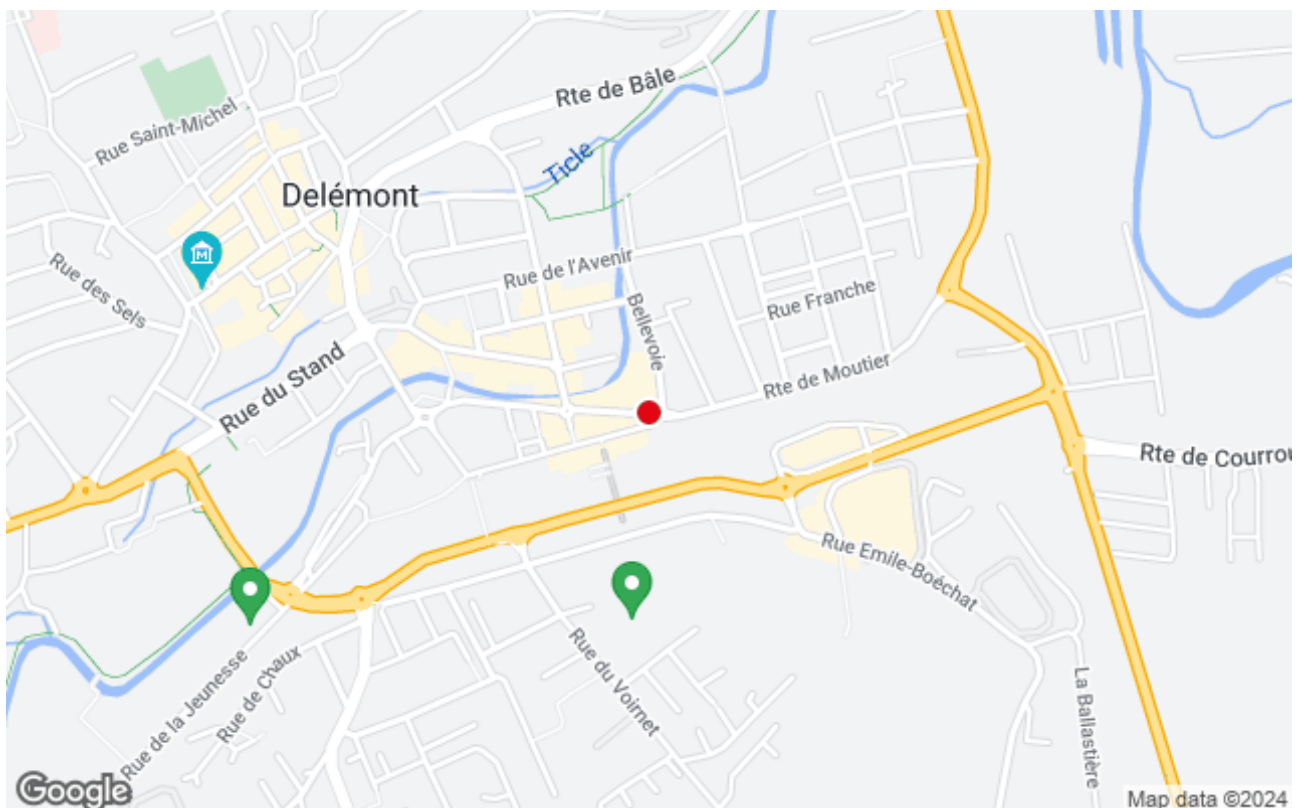 Rte de Bâle
Rue Saint-Michel
Ticle
Delémont
Rue de l'Avenir
Rue des Sels
Bellevoie
Rue Franche
Rue du Stand
Rte de Moutier
Rte de Courrou
Rue Emile-Boéchat
Rue de la Jeunesse
Rue de Chaux
Rue du Voirnet
La Ballastière
Google
Map data ©2024